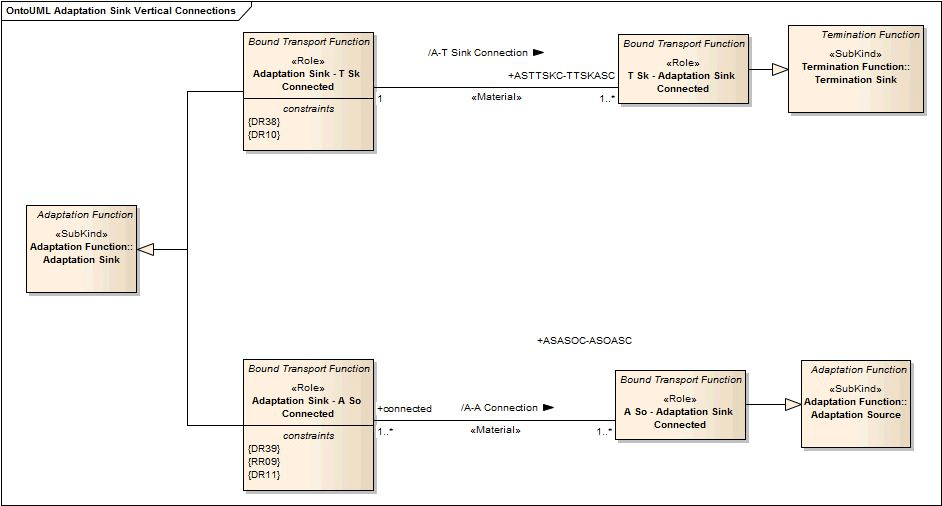 OntoUML Adaptation Sink Vertical Connections
Bound Transport Function
«Role»
Adaptation Sink - T Sk
Connected
constraints
{DR38}
{DR10}
/A-T Sink Connection
+ASTTSKC-TTSKASC
1
«Material»
1..*
Bound Transport Function
«Role»
T Sk - Adaptation Sink
Connected
Termination Function
«SubKind»
Termination Function::
Termination Sink
Adaptation Function
«SubKind»
Adaptation Function::
Adaptation Sink
Bound Transport Function
«Role»
Adaptation Sink - A So
Connected
constraints
{DR39}
{RR09}
{DR11}
+ASASOC-ASOASC
+connected
/A-A Connection
1..*
«Material»
1..*
Bound Transport Function
«Role»
A So - Adaptation Sink
Connected
Adaptation Function
«SubKind»
Adaptation Function::
Adaptation Source